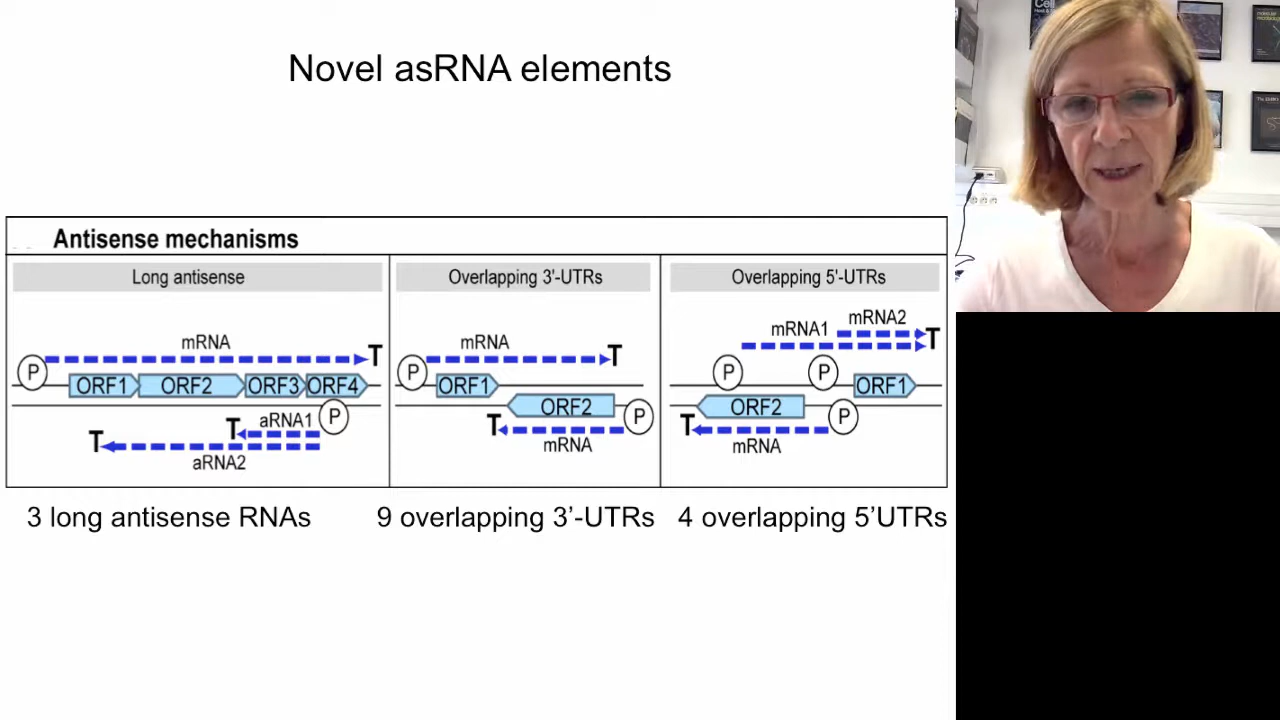 Novel asRNA elements
Antisense mechanisms
Long antisense
mRNA
T
P
ORF1 ORF2 ORF3 ORF4
P
aRNA1
T
T
aRNA2
Overlapping 3'-UTRs
mRNA
T
P
ORF1
ORF2
P
T
mRNA
Overlapping 5'-UTRs
mRNA2
mRNA1
T
P
P
ORF1
ORF2
P
T
mRNA
3 long antisense RNAs
9 overlapping 3’-UTRs
4 overlapping 5’UTRs
Cell